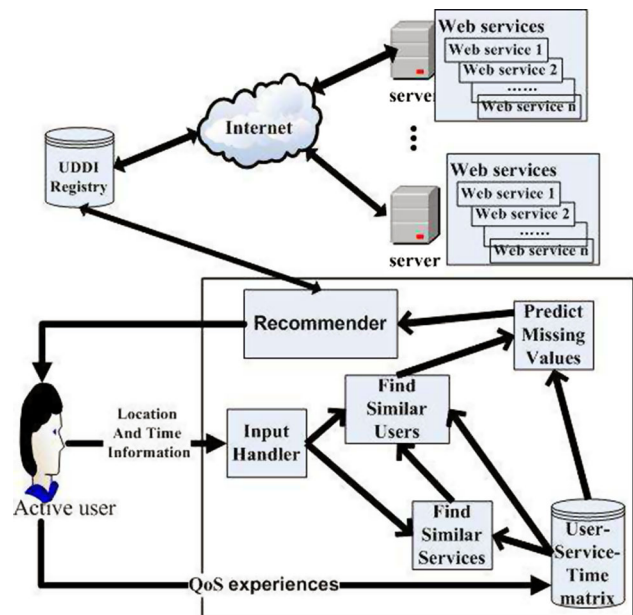 Web services
Web service 1
Web service 2
......
Web service n
server
Internet
UDDI
Registry
Web services
Web service 1
Web service 2
......
Web service n
server
Recommender
Predict
Missing
Values
Find
Similar
Users
Location
And Time
Information
Input
Handler
Active user
Find
Similar
Services
User-
Service-
Time
matrix
QoS experiences